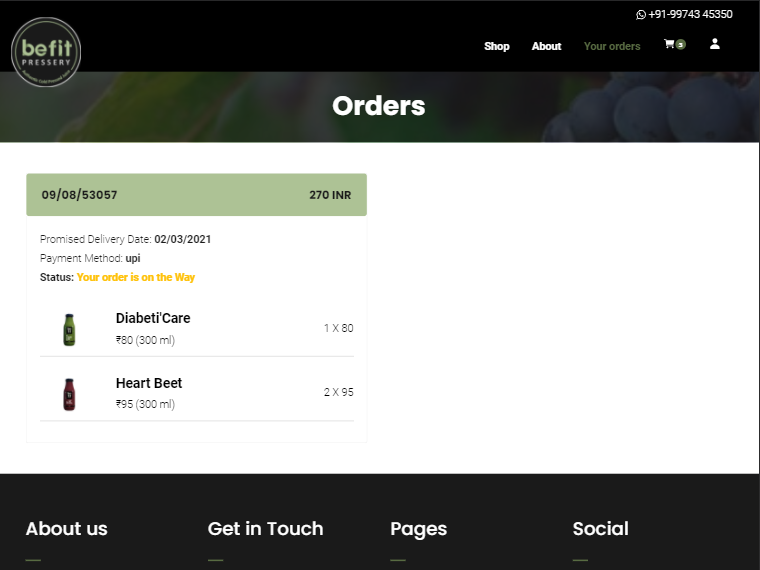 +91-99743 45350
befit
PRESSERY
Shop About Your orders 3
Orders
09/08/53057 270 INR
Promised Delivery Date: 02/03/2021
Payment Method: upi
Status: Your order is on the Way
Diabeti'Care
₹80 (300 ml)
1 X 80
Heart Beet
₹95 (300 ml)
2 X 95
About us Get in Touch Pages Social